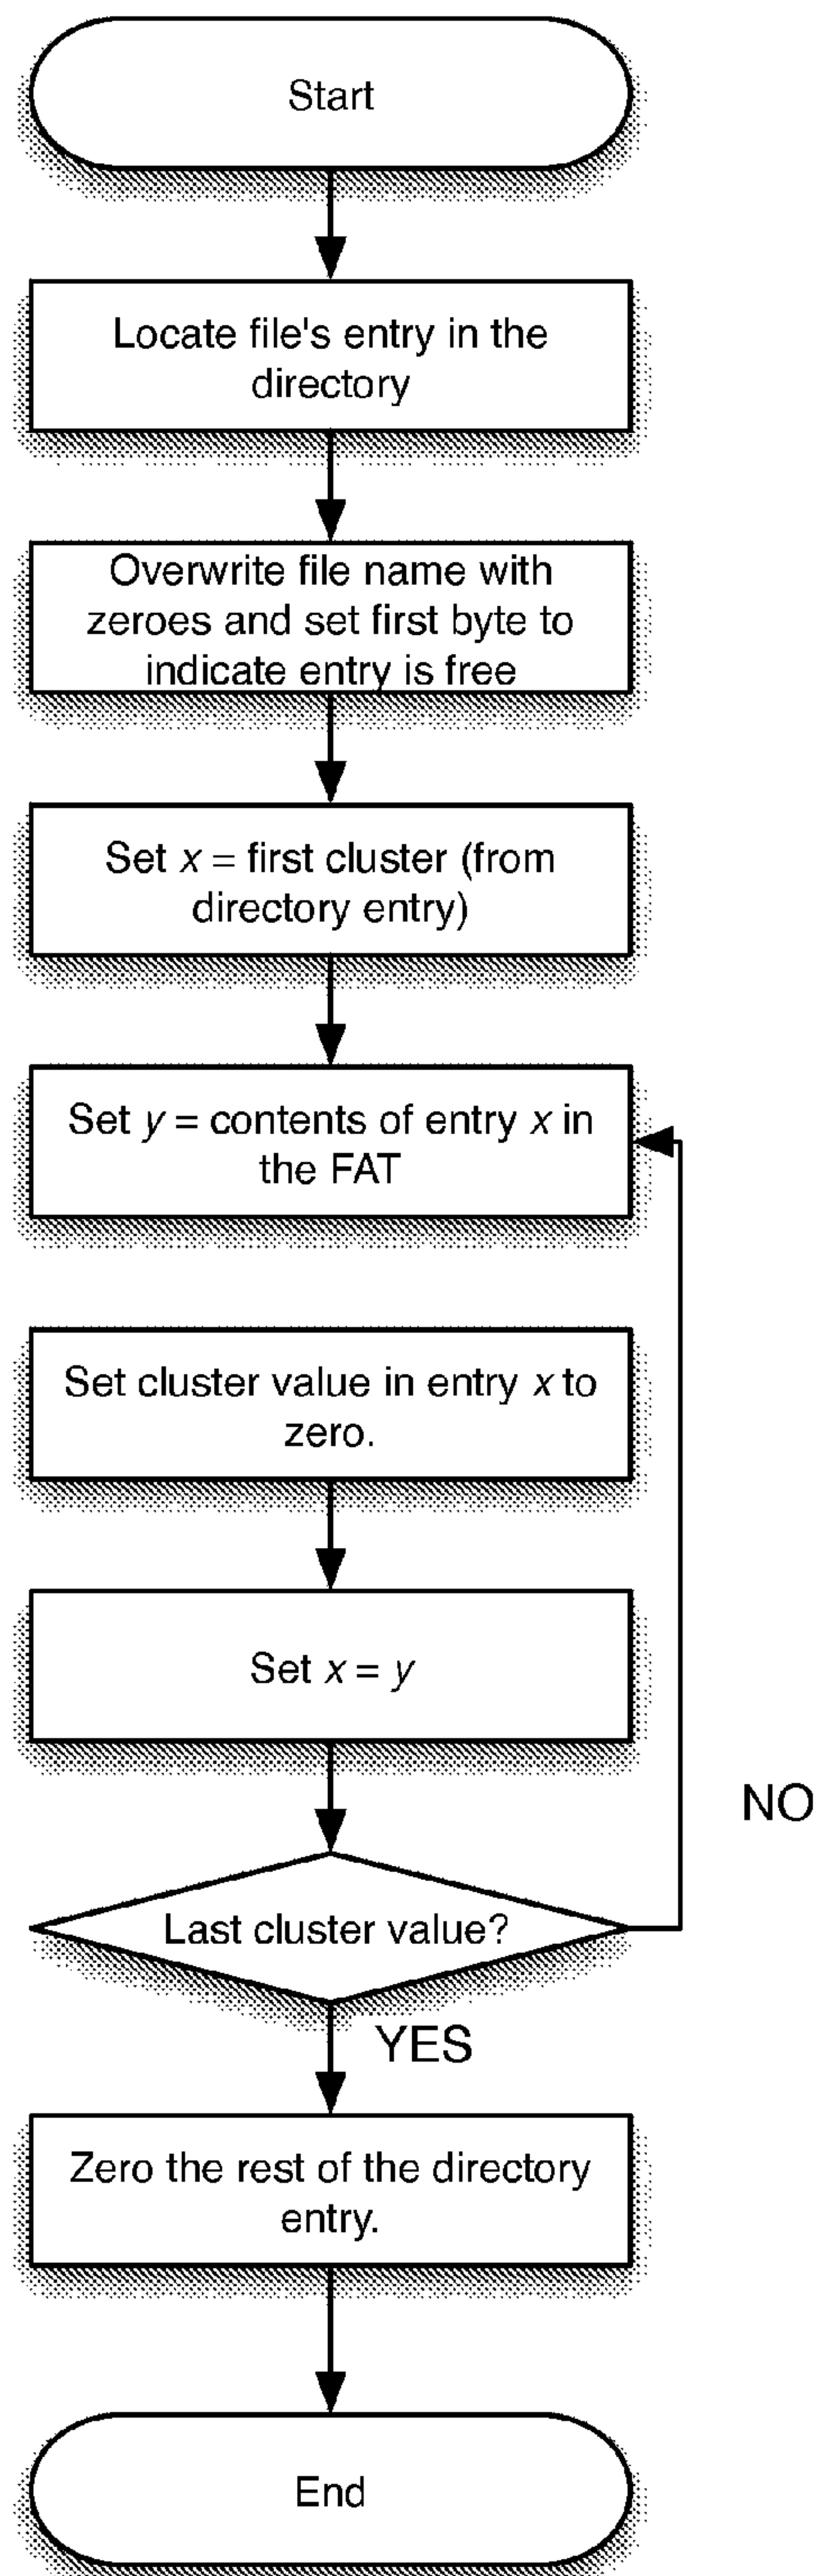 Start
Locate file's entry in the
directory
Overwrite file name with
zeroes and set first byte to
indicate entry is free
Set x = first cluster (from
directory entry)
Set y = contents of entry x in
the FAT
Set cluster value in entry x to
zero.
Set x = y
NO
Last cluster value?
YES
Zero the rest of the directory
entry.
End